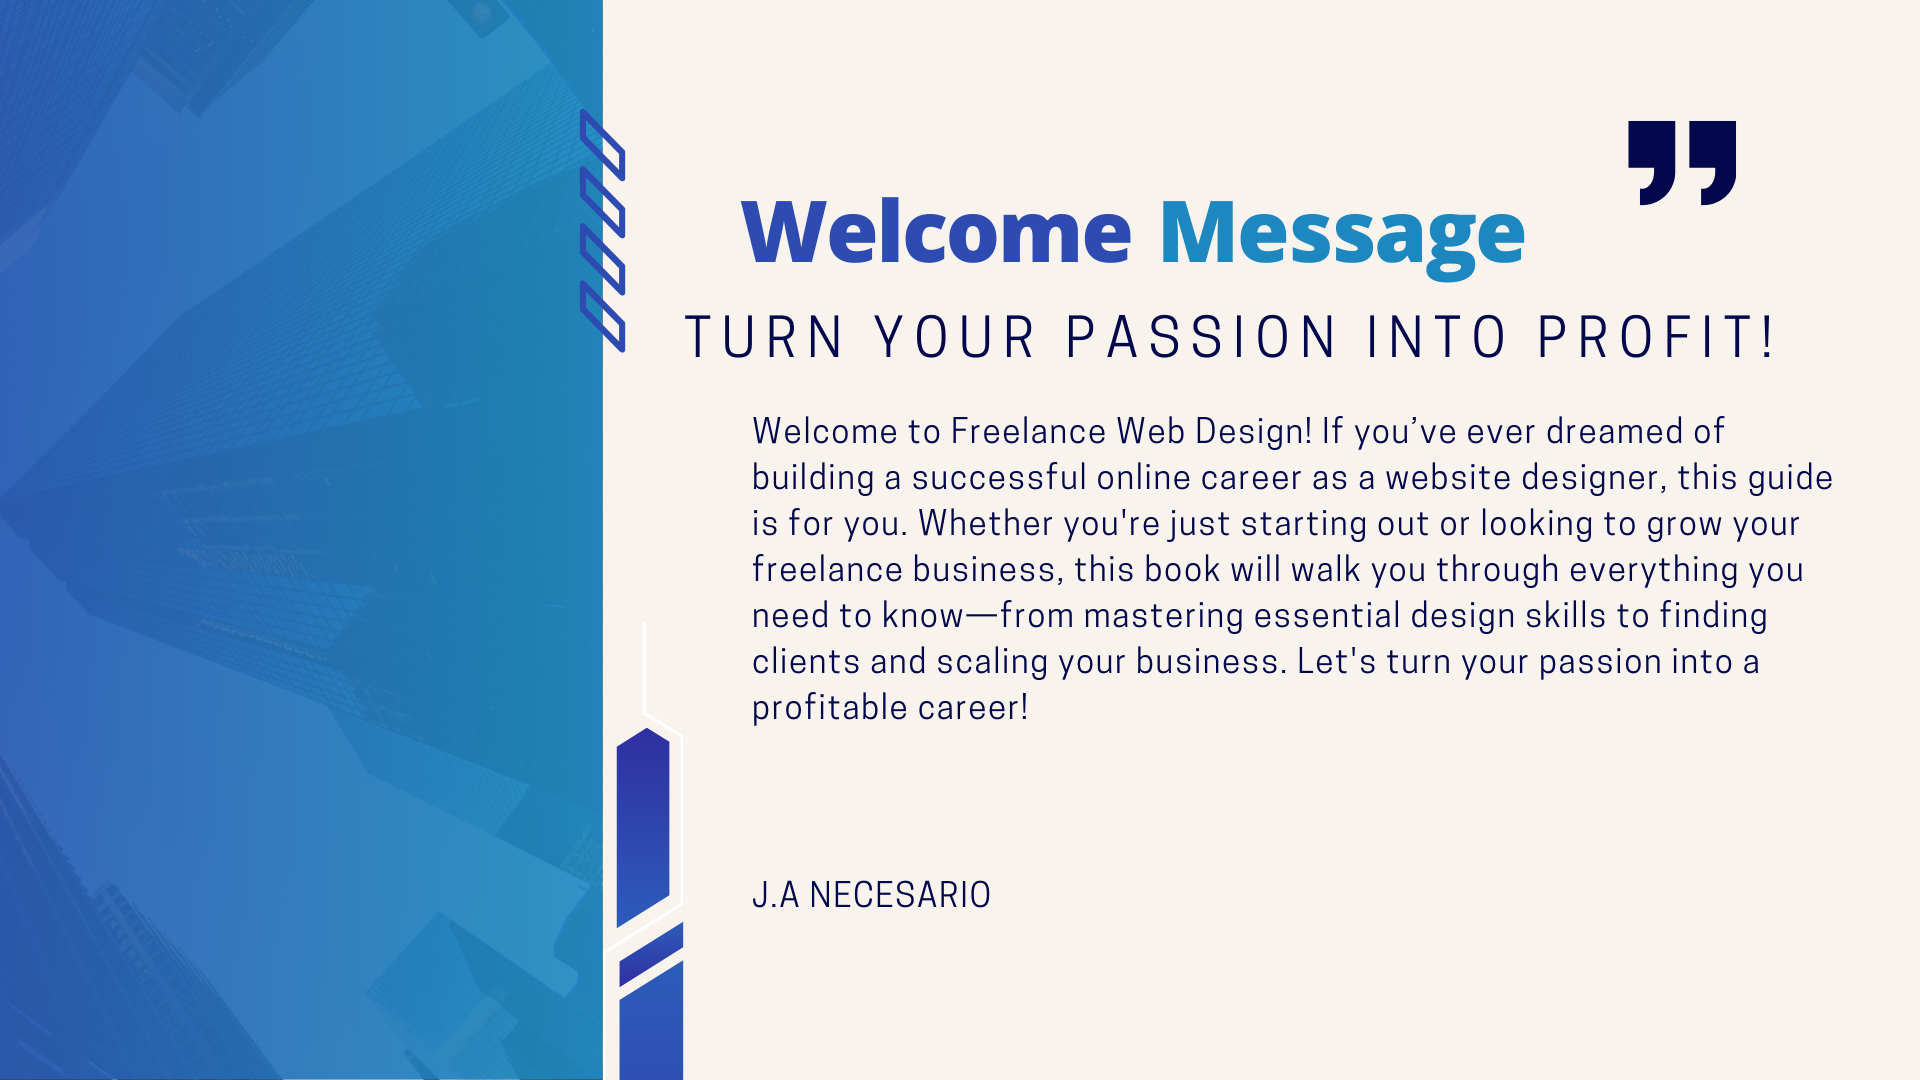 Welcome Message
TURN YOUR PASSION INTO PROFIT!
Welcome to Freelance Web Design! If you’ve ever dreamed of
building a successful online career as a website designer, this guide
is for you. Whether you're just starting out or looking to grow your
freelance business, this book will walk you through everything you
need to know—from mastering essential design skills to finding
clients and scaling your business. Let's turn your passion into a
profitable career!
J.A NECESARIO